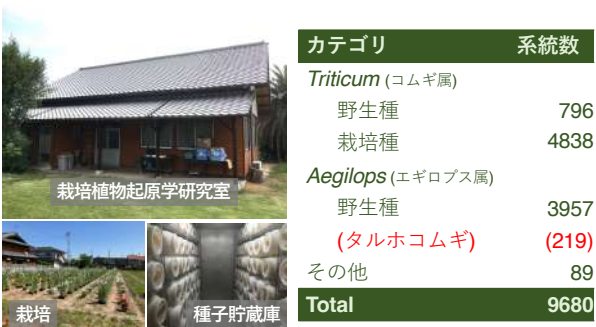 栽培植物起原学研究室
栽培
種子貯蔵庫
カテゴリ 系統数
Triticum (コムギ属)
野生種 796
栽培種 4838
Aegilops (エギロプス属)
野生種 3957
(タルホコムギ) (219)
その他 89
Total 9680